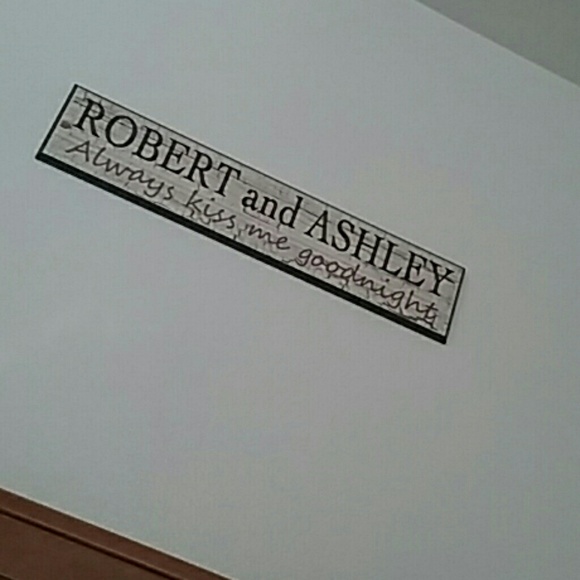 ROBERT and ASHLEY
Always kiss me goodnight